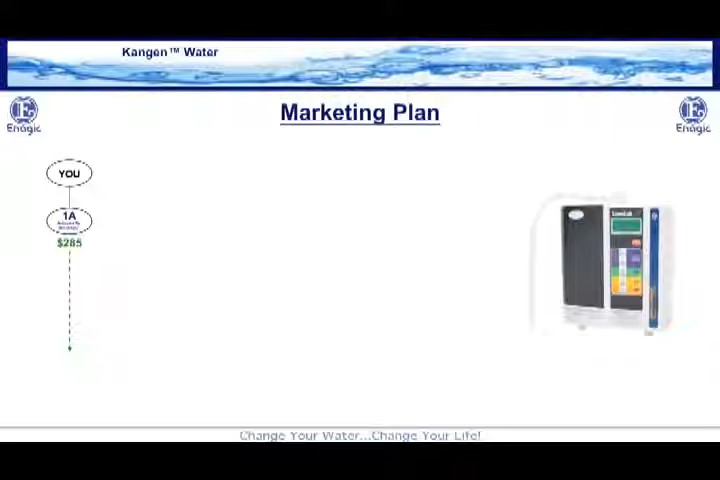 Kangen™ Water
Marketing Plan
Enagic
Enagic
YOU
1A
$285
Change Your Water...Change Your Life!